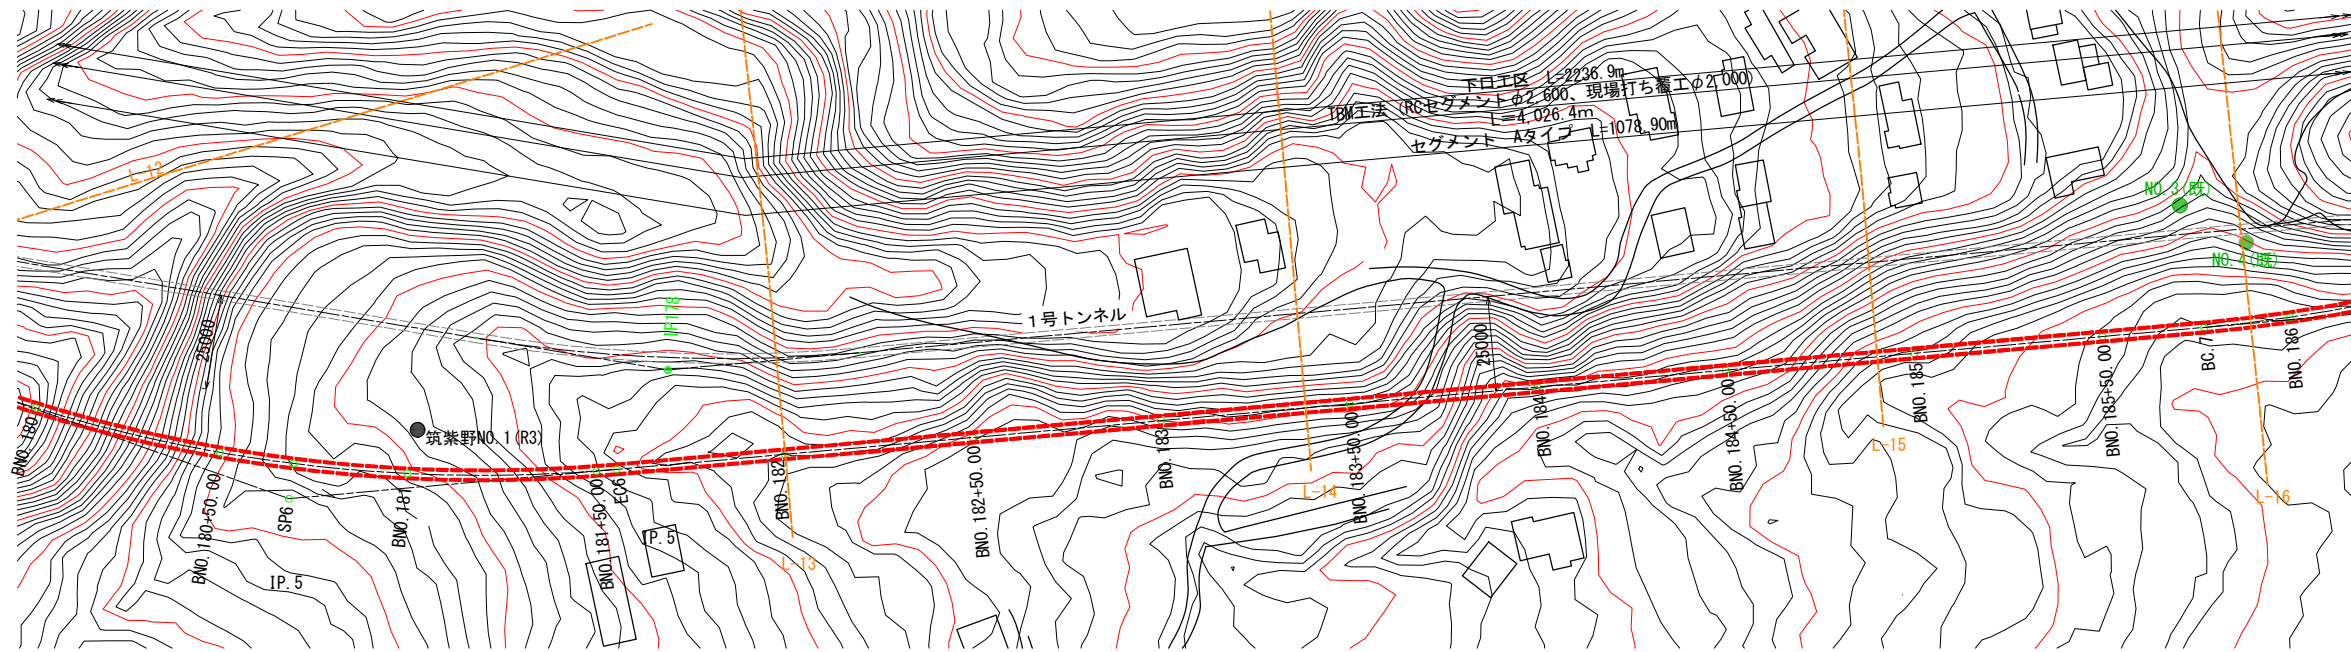 下口工区 L=2236.9m
TBM工法 (RCセグメントφ2,600、現場打ち覆工φ2,000)
L=4,026.4m
セグメント Aタイプ L=1078.90m
L-12
NO.3(既)
NO.4(既)
IP.178
1号トンネル
25000
25000
筑紫野NO.1(R3)
BNO.180
BNO.180+50.00
SP6
IP.5
BNO.181
BNO.181+50.00
EC6
IP.5
BNO.182
L-13
BNO.182+50.00
BNO.183
L-14
BNO.183+50.00
BNO.184
BNO.184+50.00
L-15
BNO.185
BNO.185+50.00
BC.7
L-16
BNO.186